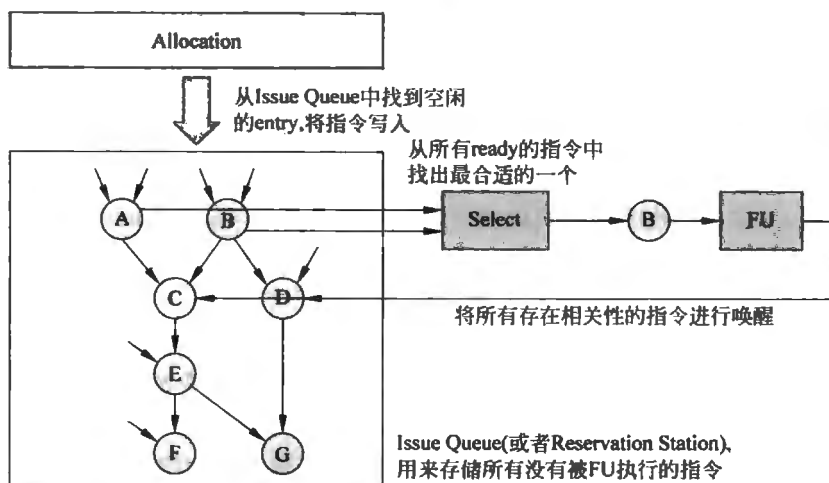 Allocation
从Issue Queue中找到空闲
的entry,将指令写入
从所有ready的指令中
找出最合适的一个
A
B
Select
B
FU
C
D
将所有存在相关性的指令进行唤醒
E
F
G
Issue Queue(或者Reservation Station),
用来存储所有没有被FU执行的指令